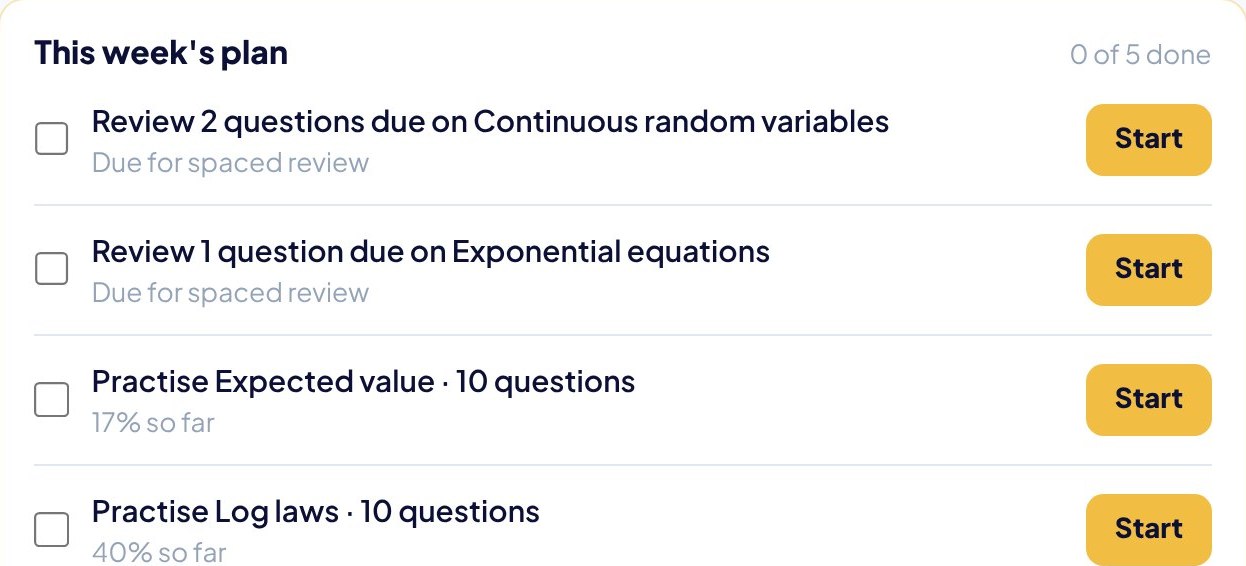 This week's plan
0 of 5 done
Review 2 questions due on Continuous random variables
Due for spaced review
Start
Review 1 question due on Exponential equations
Due for spaced review
Start
Practise Expected value · 10 questions
17% so far
Start
Practise Log laws · 10 questions
40% so far
Start